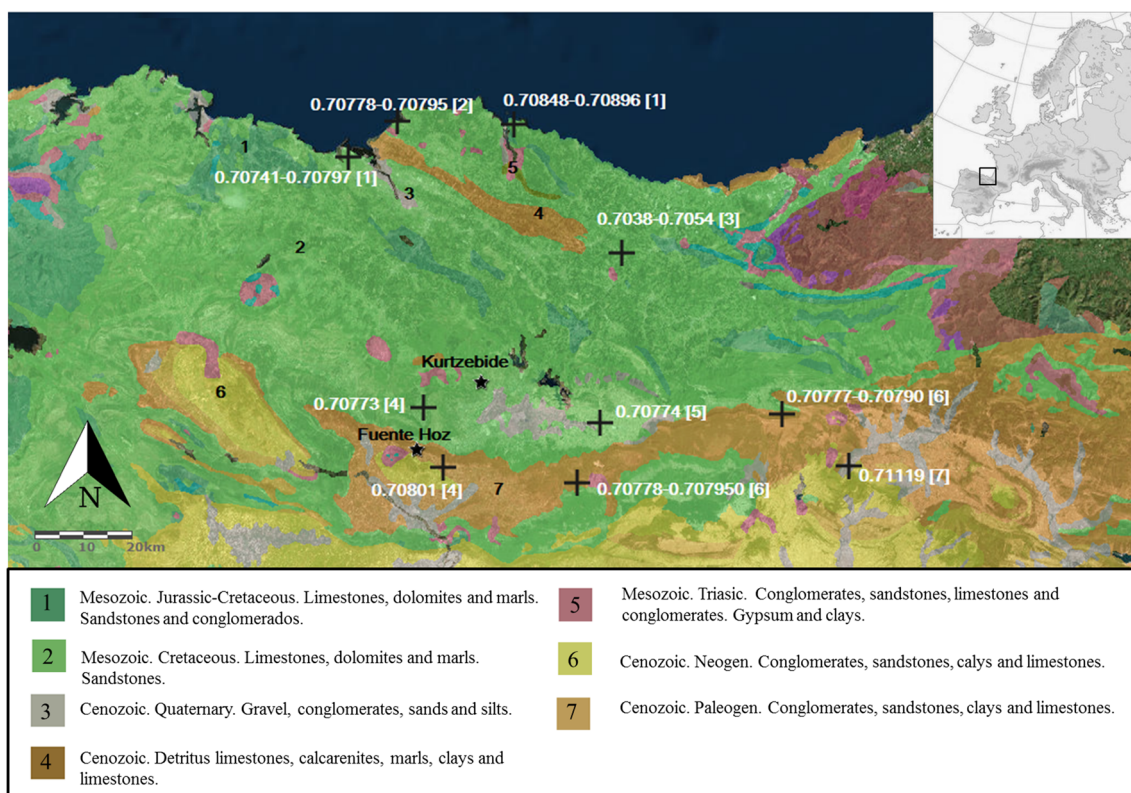 0.70778-0.70795 [2]
0.70848-0.70896 [1]
1
5
0.70741-0.70797 [1]
3
4
0.7038-0.7054 [3]
2
Kurtzebide
6
0.70773 [4]
0.70774 [5]
0.70777-0.70790 [6]
Fuente Hoz
0.70801 [4]
7
0.70778-0.707950 [6]
0.71119 [7]
N
0 10 20km
1 Mesozoic. Jurassic-Cretaceous. Limestones, dolomites and marls.
Sandstones and conglomerados.
2 Mesozoic. Cretaceous. Limestones, dolomites and marls.
Sandstones.
3 Cenozoic. Quaternary. Gravel, conglomerates, sands and silts.
4 Cenozoic. Detritus limestones, calcarenites, marls, clays and
limestones.
5 Mesozoic. Triasic. Conglomerates, sandstones, limestones and
conglomerates. Gypsum and clays.
6 Cenozoic. Neogen. Conglomerates, sandstones, calys and limestones.
7 Cenozoic. Paleogen. Conglomerates, sandstones, clays and limestones.